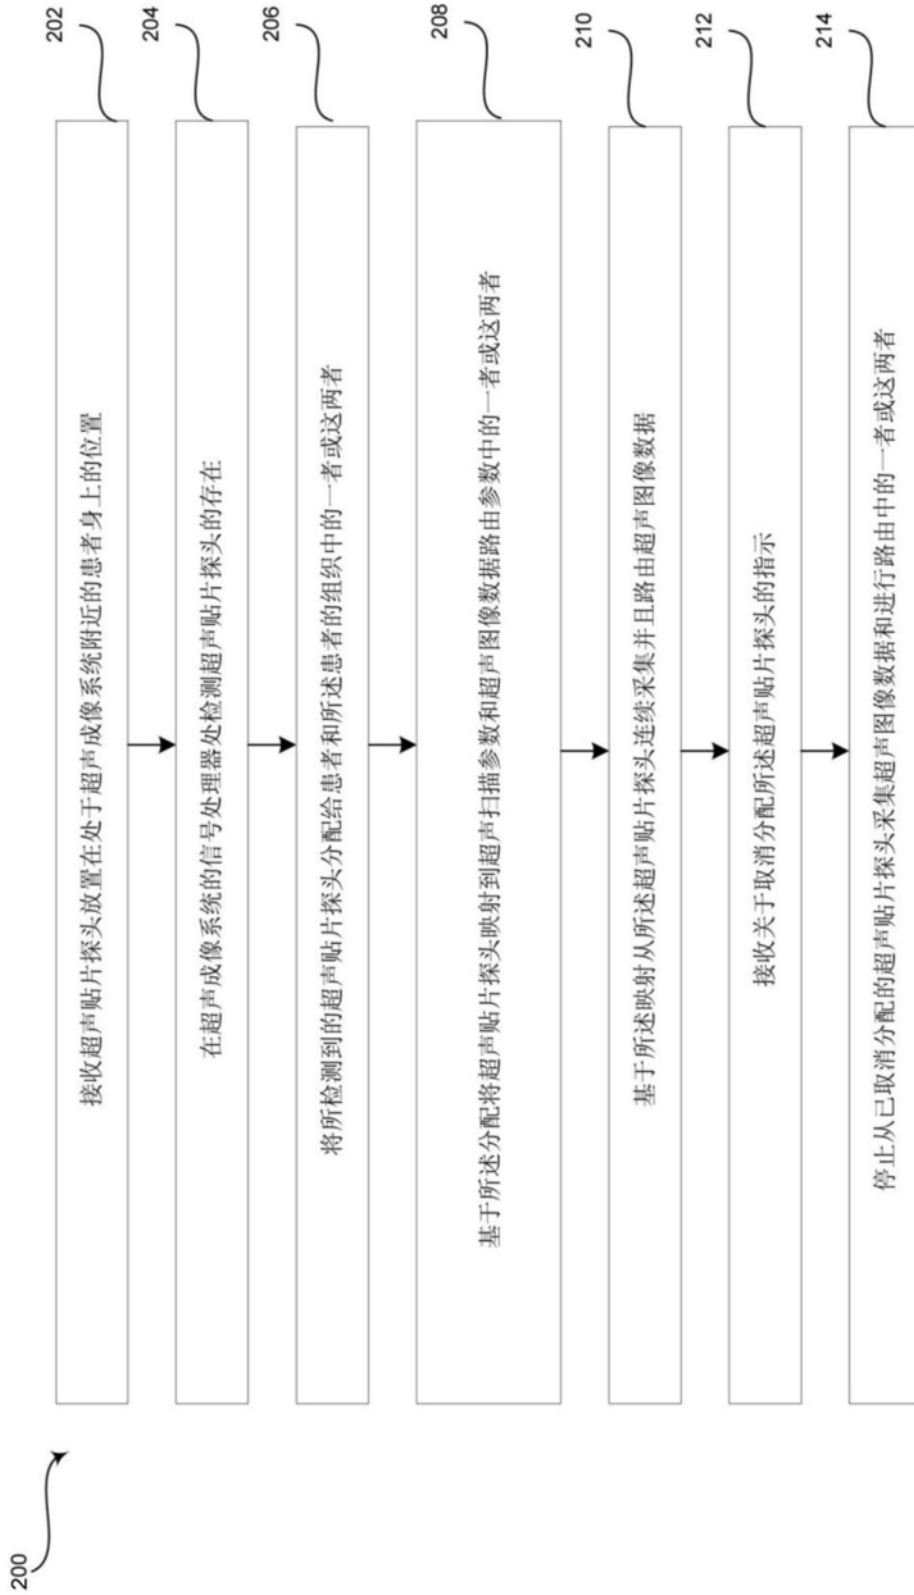 200
202
接收超声贴片探头放置在处于超声成像系统附近的患者身上的位置
204
在超声成像系统的信号处理器处检测超声贴片探头的存在
206
将所检测到的超声贴片探头分配给患者和所述患者的组织中的一者或这两者
208
基于所述分配将超声贴片探头映射到超声扫描参数和超声图像数据路由参数中的一者或这两者
210
基于所述映射从所述超声贴片探头连续采集并且路由超声图像数据
212
接收关于取消分配所述超声贴片探头的指示
214
停止从已取消分配的超声贴片探头采集超声图像数据和进行路由中的一者或这两者